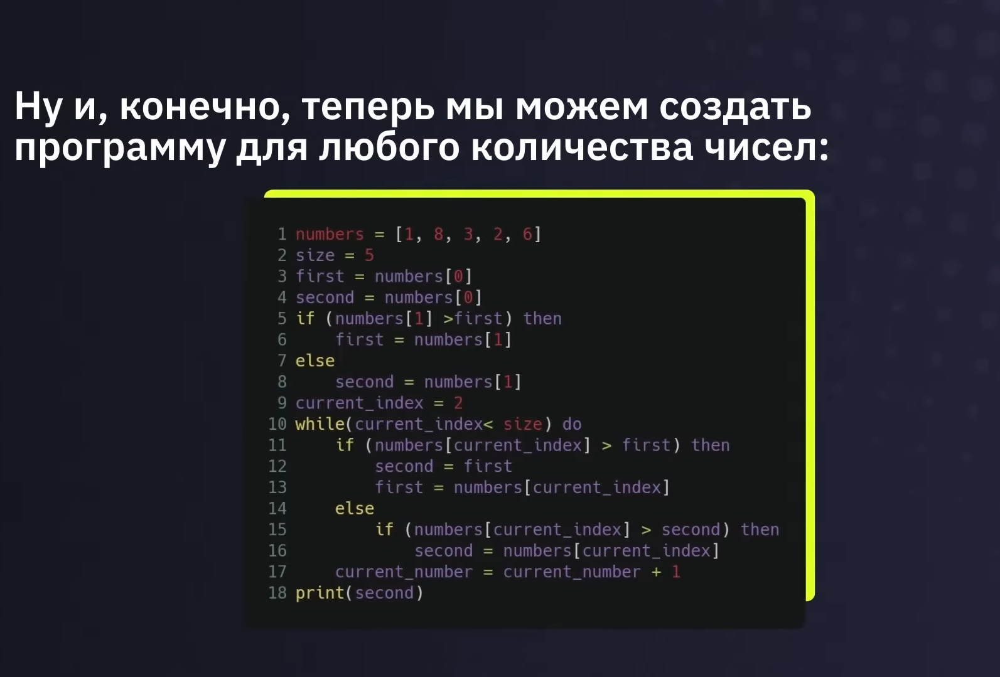 Ну и, конечно, теперь мы можем создать
программу для любого количества чисел:
1 numbers = [1, 8, 3, 2, 6]
2 size = 5
3 first = numbers[0]
4 second = numbers[0]
5 if (numbers[1] >first) then
6     first = numbers[1]
7 else
8     second = numbers[1]
9 current_index = 2
10 while(current_index< size) do
11     if (numbers[current_index] > first) then
12         second = first
13         first = numbers[current_index]
14     else
15         if (numbers[current_index] > second) then
16             second = numbers[current_index]
17     current_number = current_number + 1
18 print(second)